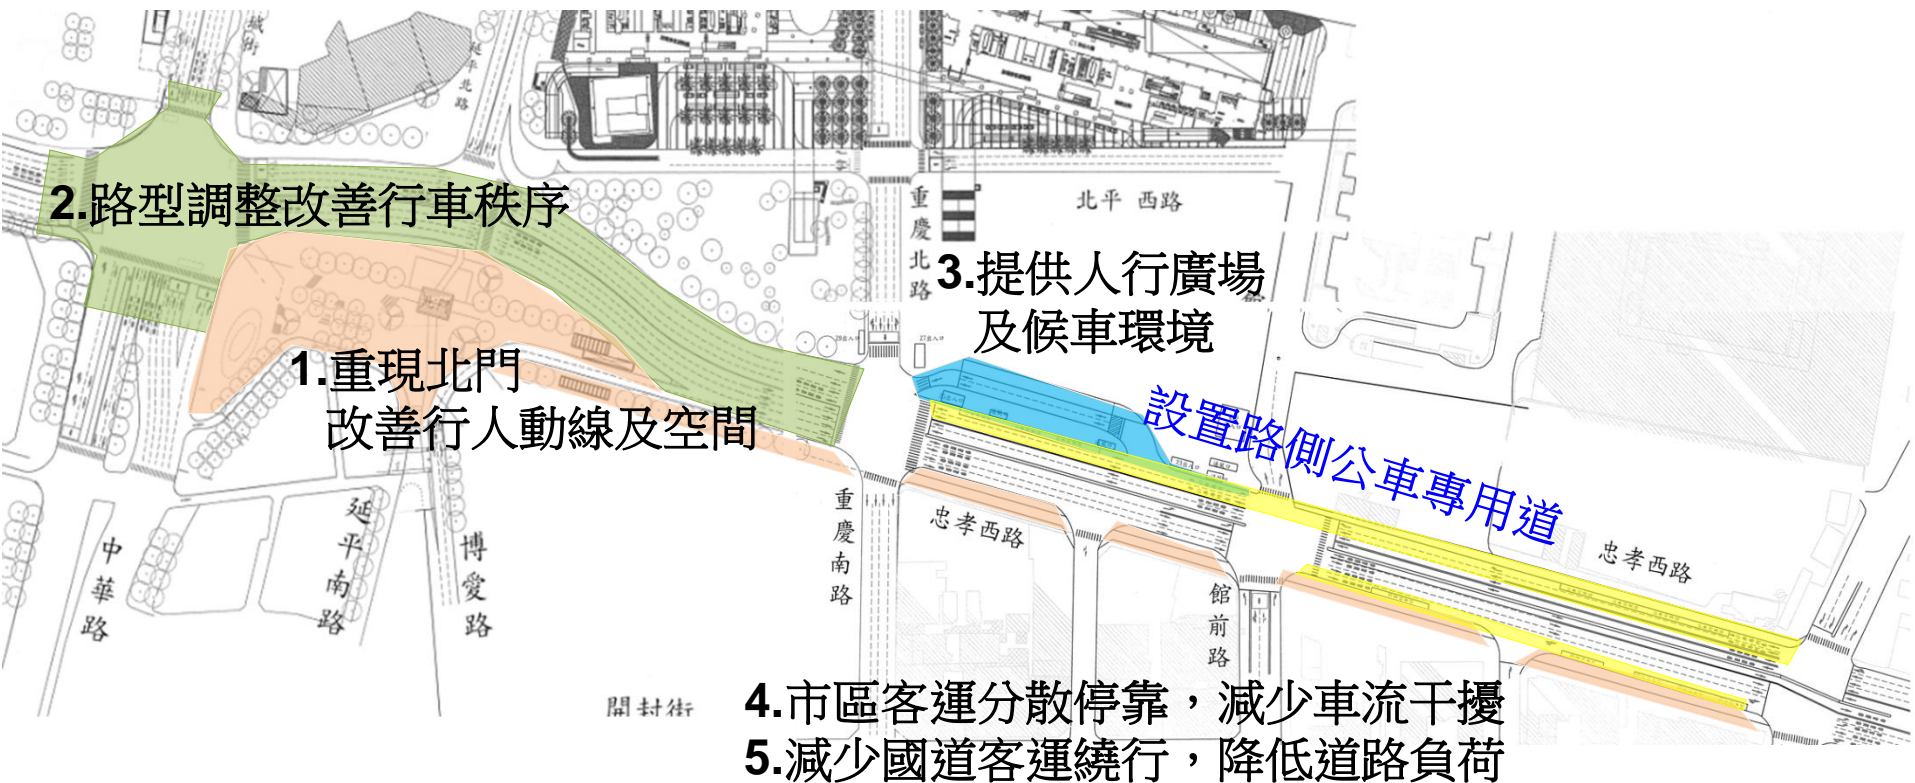 延平北路
2.路型調整改善行車秩序
重慶北路
北平西路
3.提供人行廣場
及候車環境
1.重現北門
改善行人動線及空間
設置路側公車專用道
中華路
延平南路
博愛路
重慶南路
忠孝西路
館前路
忠孝西路
開封街
4.市區客運分散停靠，減少車流干擾
5.減少國道客運繞行，降低道路負荷